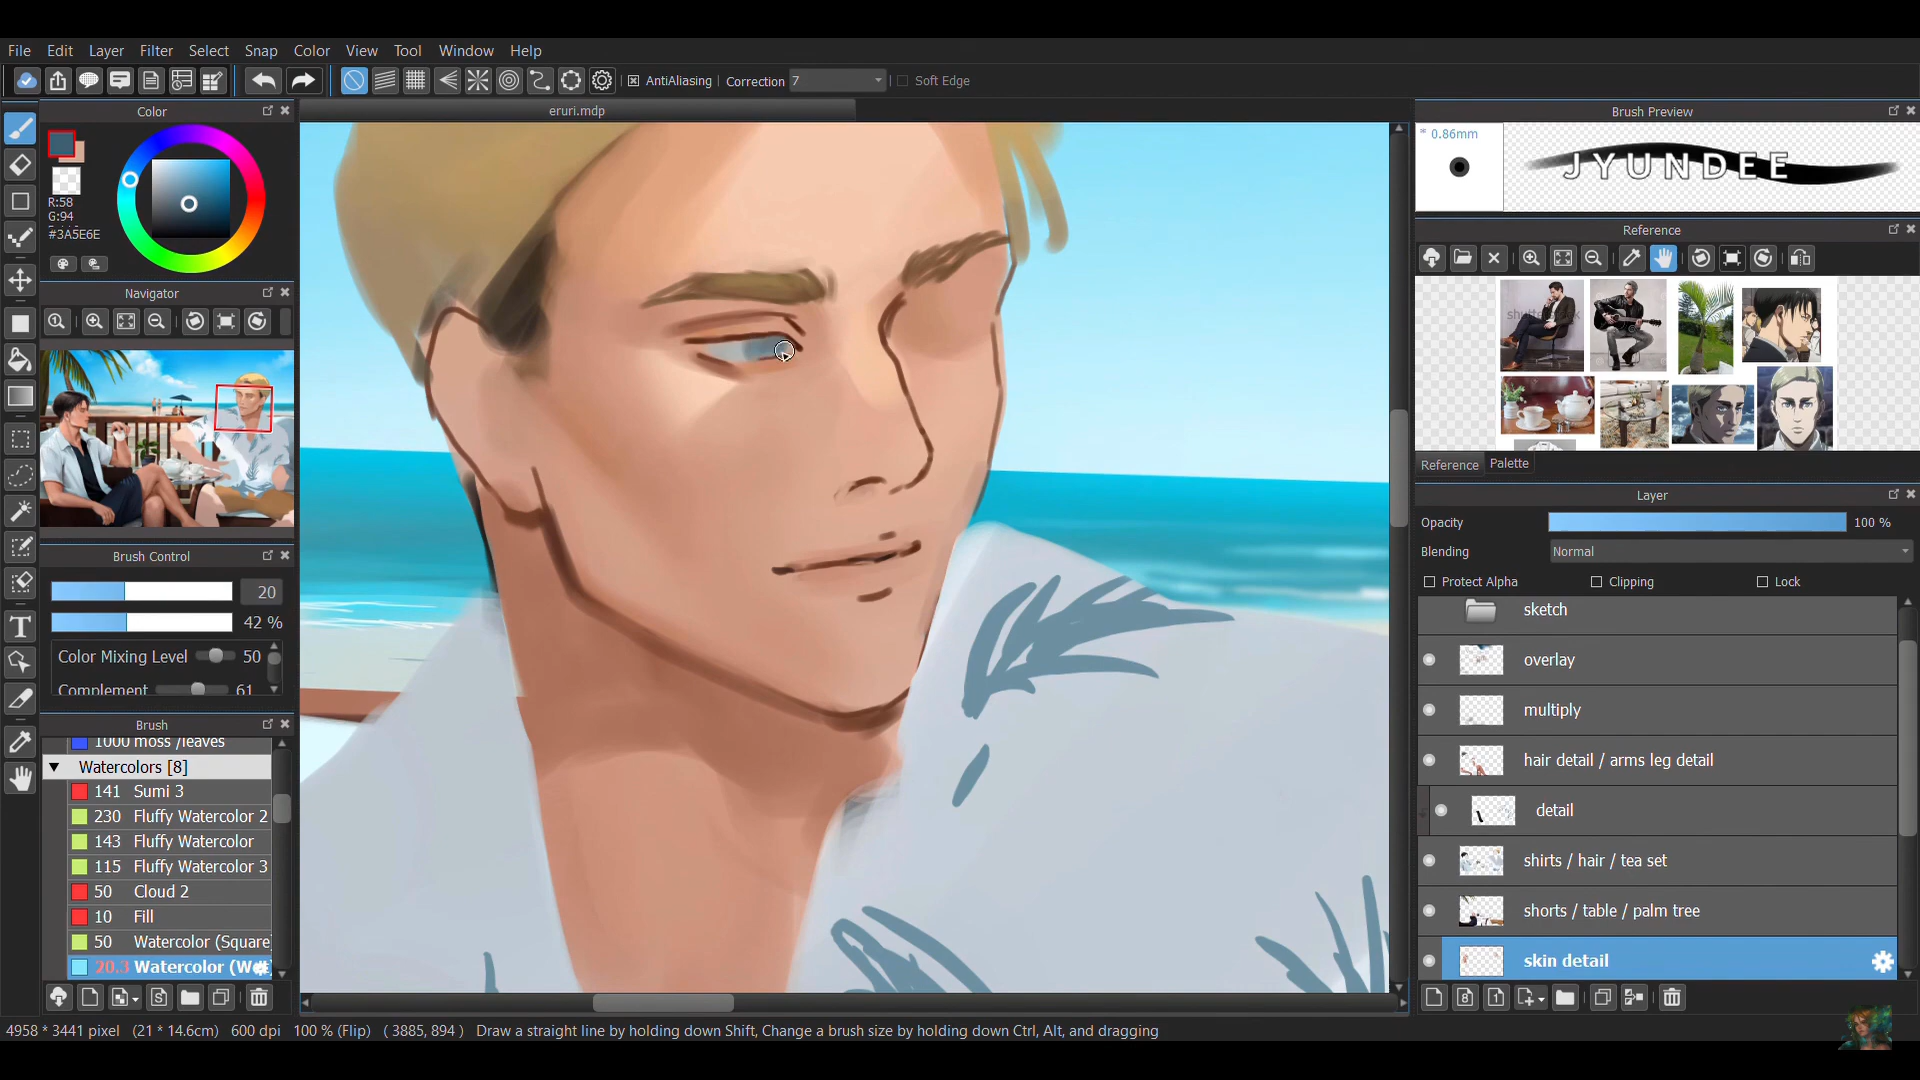 File Edit Layer Filter Select Snap Color View Tool Window Help
AntiAliasing Correction 7 Soft Edge
Color
eruri.mdp
Brush Preview
* 0.86mm
JYUNDEE
R:58
G:94
#3A5E6E
Reference
Navigator
Reference Palette
Layer
Opacity 100 %
Blending Normal
Protect Alpha Clipping Lock
Brush Control
20
42 %
Color Mixing Level 50
Complement 61
sketch
overlay
multiply
hair detail / arms leg detail
detail
shirts / hair / tea set
shorts / table / palm tree
skin detail
Brush
1000 moss /leaves
Watercolors [8]
141 Sumi 3
230 Fluffy Watercolor 2
143 Fluffy Watercolor
115 Fluffy Watercolor 3
50 Cloud 2
10 Fill
50 Watercolor (Square
20.3 Watercolor (W
4958 * 3441 pixel (21 * 14.6cm) 600 dpi 100 % (Flip) ( 3885, 894 ) Draw a straight line by holding down Shift, Change a brush size by holding down Ctrl, Alt, and dragging